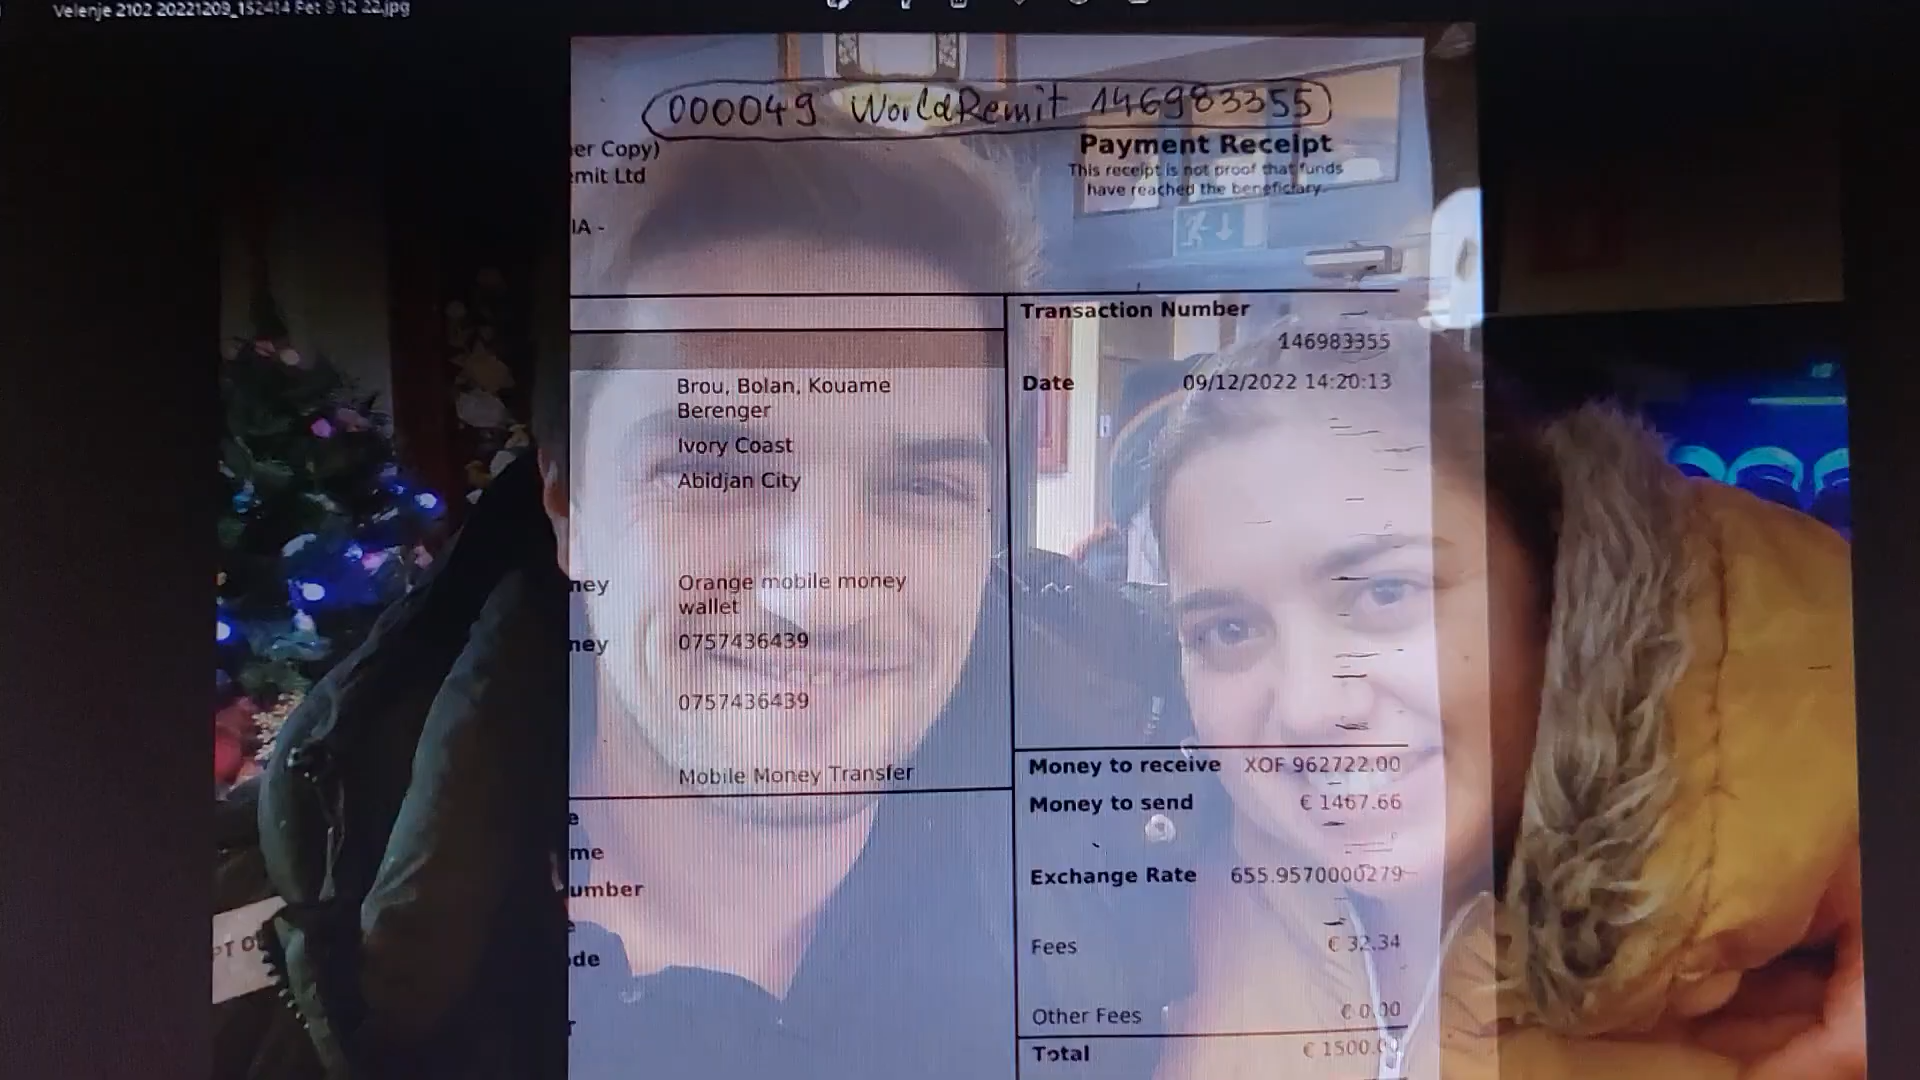 Velenje 2102 20221209_152414 Fet 9 12 22.jpg
000049 WorldRemit 146983355
er Copy)
Payment Receipt
mit Ltd
This receipt is not proof that funds
have reached the beneficiary.
IA -
Transaction Number
146983355
Date 09/12/2022 14:20:13
Brou, Bolan, Kouame
Berenger
Ivory Coast
Abidjan City
ney Orange mobile money
wallet
ney 0757436439
0757436439
Mobile Money Transfer
Money to receive XOF 962722.00
Money to send € 1467.66
Exchange Rate 655.9570000279
Fees € 32.34
Other Fees € 0.00
Total € 1500.
e
me
umber
e
de
r
PT